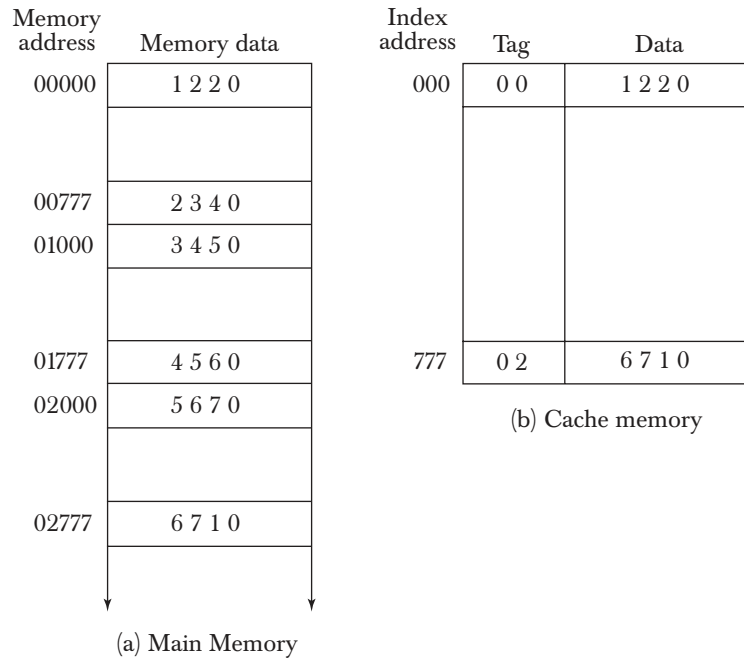 Memory
address
Memory data
00000
1 2 2 0
00777
2 3 4 0
01000
3 4 5 0
01777
4 5 6 0
02000
5 6 7 0
02777
6 7 1 0
(a) Main Memory
Index
address
Tag
Data
000
0 0
1 2 2 0
777
0 2
6 7 1 0
(b) Cache memory